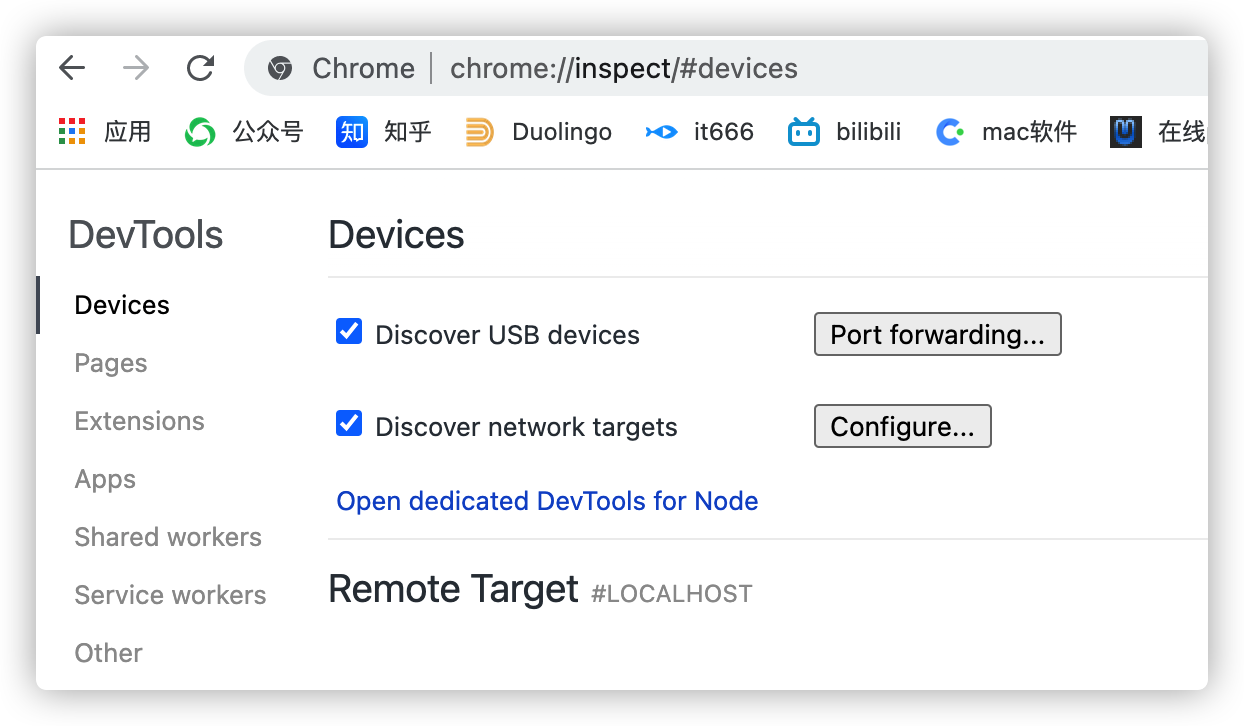 Chrome chrome://inspect/#devices
应用 公众号 知 知乎 Duolingo it666 bilibili mac软件 在线
DevTools
Devices
Pages
Extensions
Apps
Shared workers
Service workers
Other
Devices
Discover USB devices Port forwarding...
Discover network targets Configure...
Open dedicated DevTools for Node
Remote Target #LOCALHOST